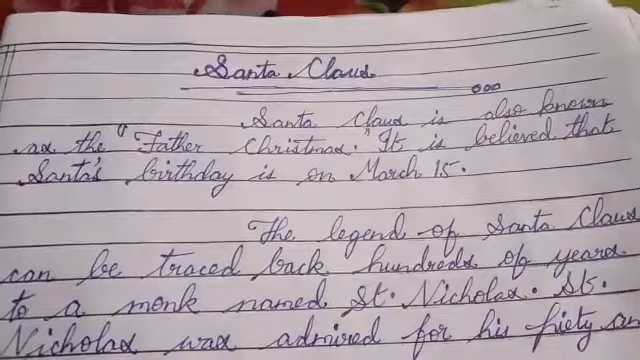 Santa Claus
Santa Claus is also known
as the "Father Christmas." It is believed that
Santa's birthday is on March 15.
The legend of Santa Claus
can be traced back hundreds of years
to a monk named St. Nicholas. St.
Nicholas was admired for his piety an